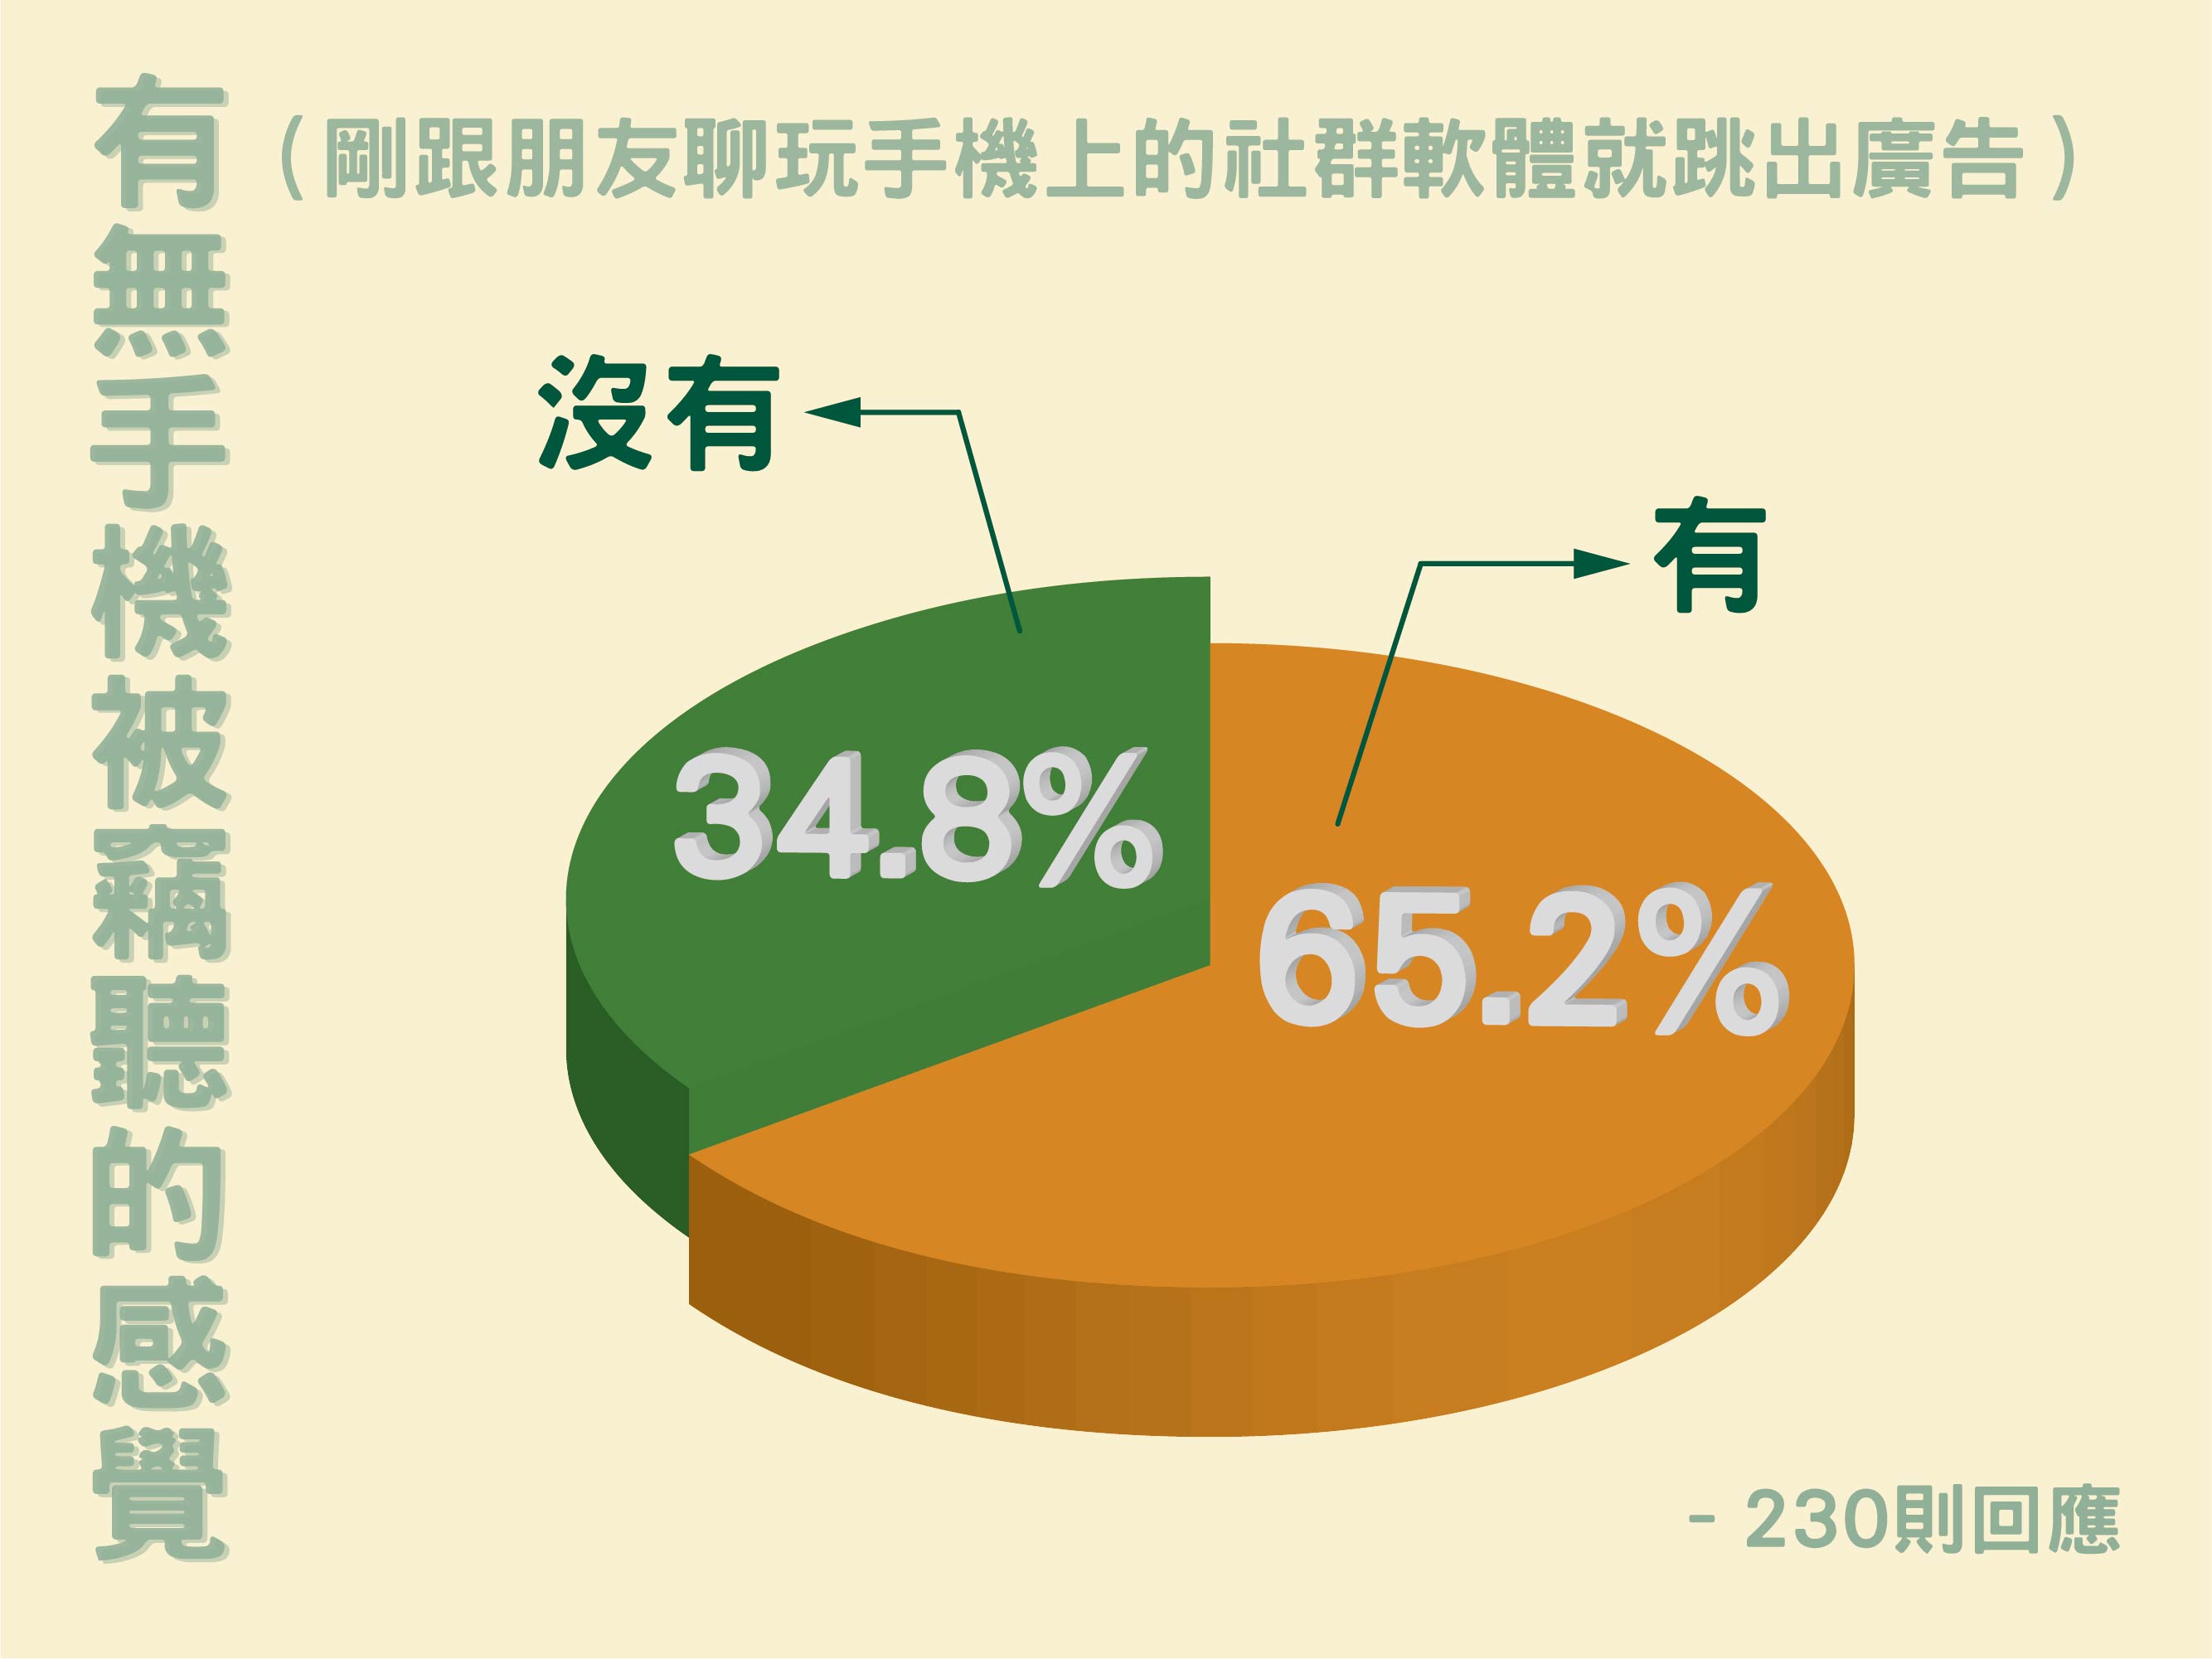 有無手機被竊聽的感覺
（剛跟朋友聊玩手機上的社群軟體就跳出廣告）
沒有
有
34.8%
65.2%
- 230則回應